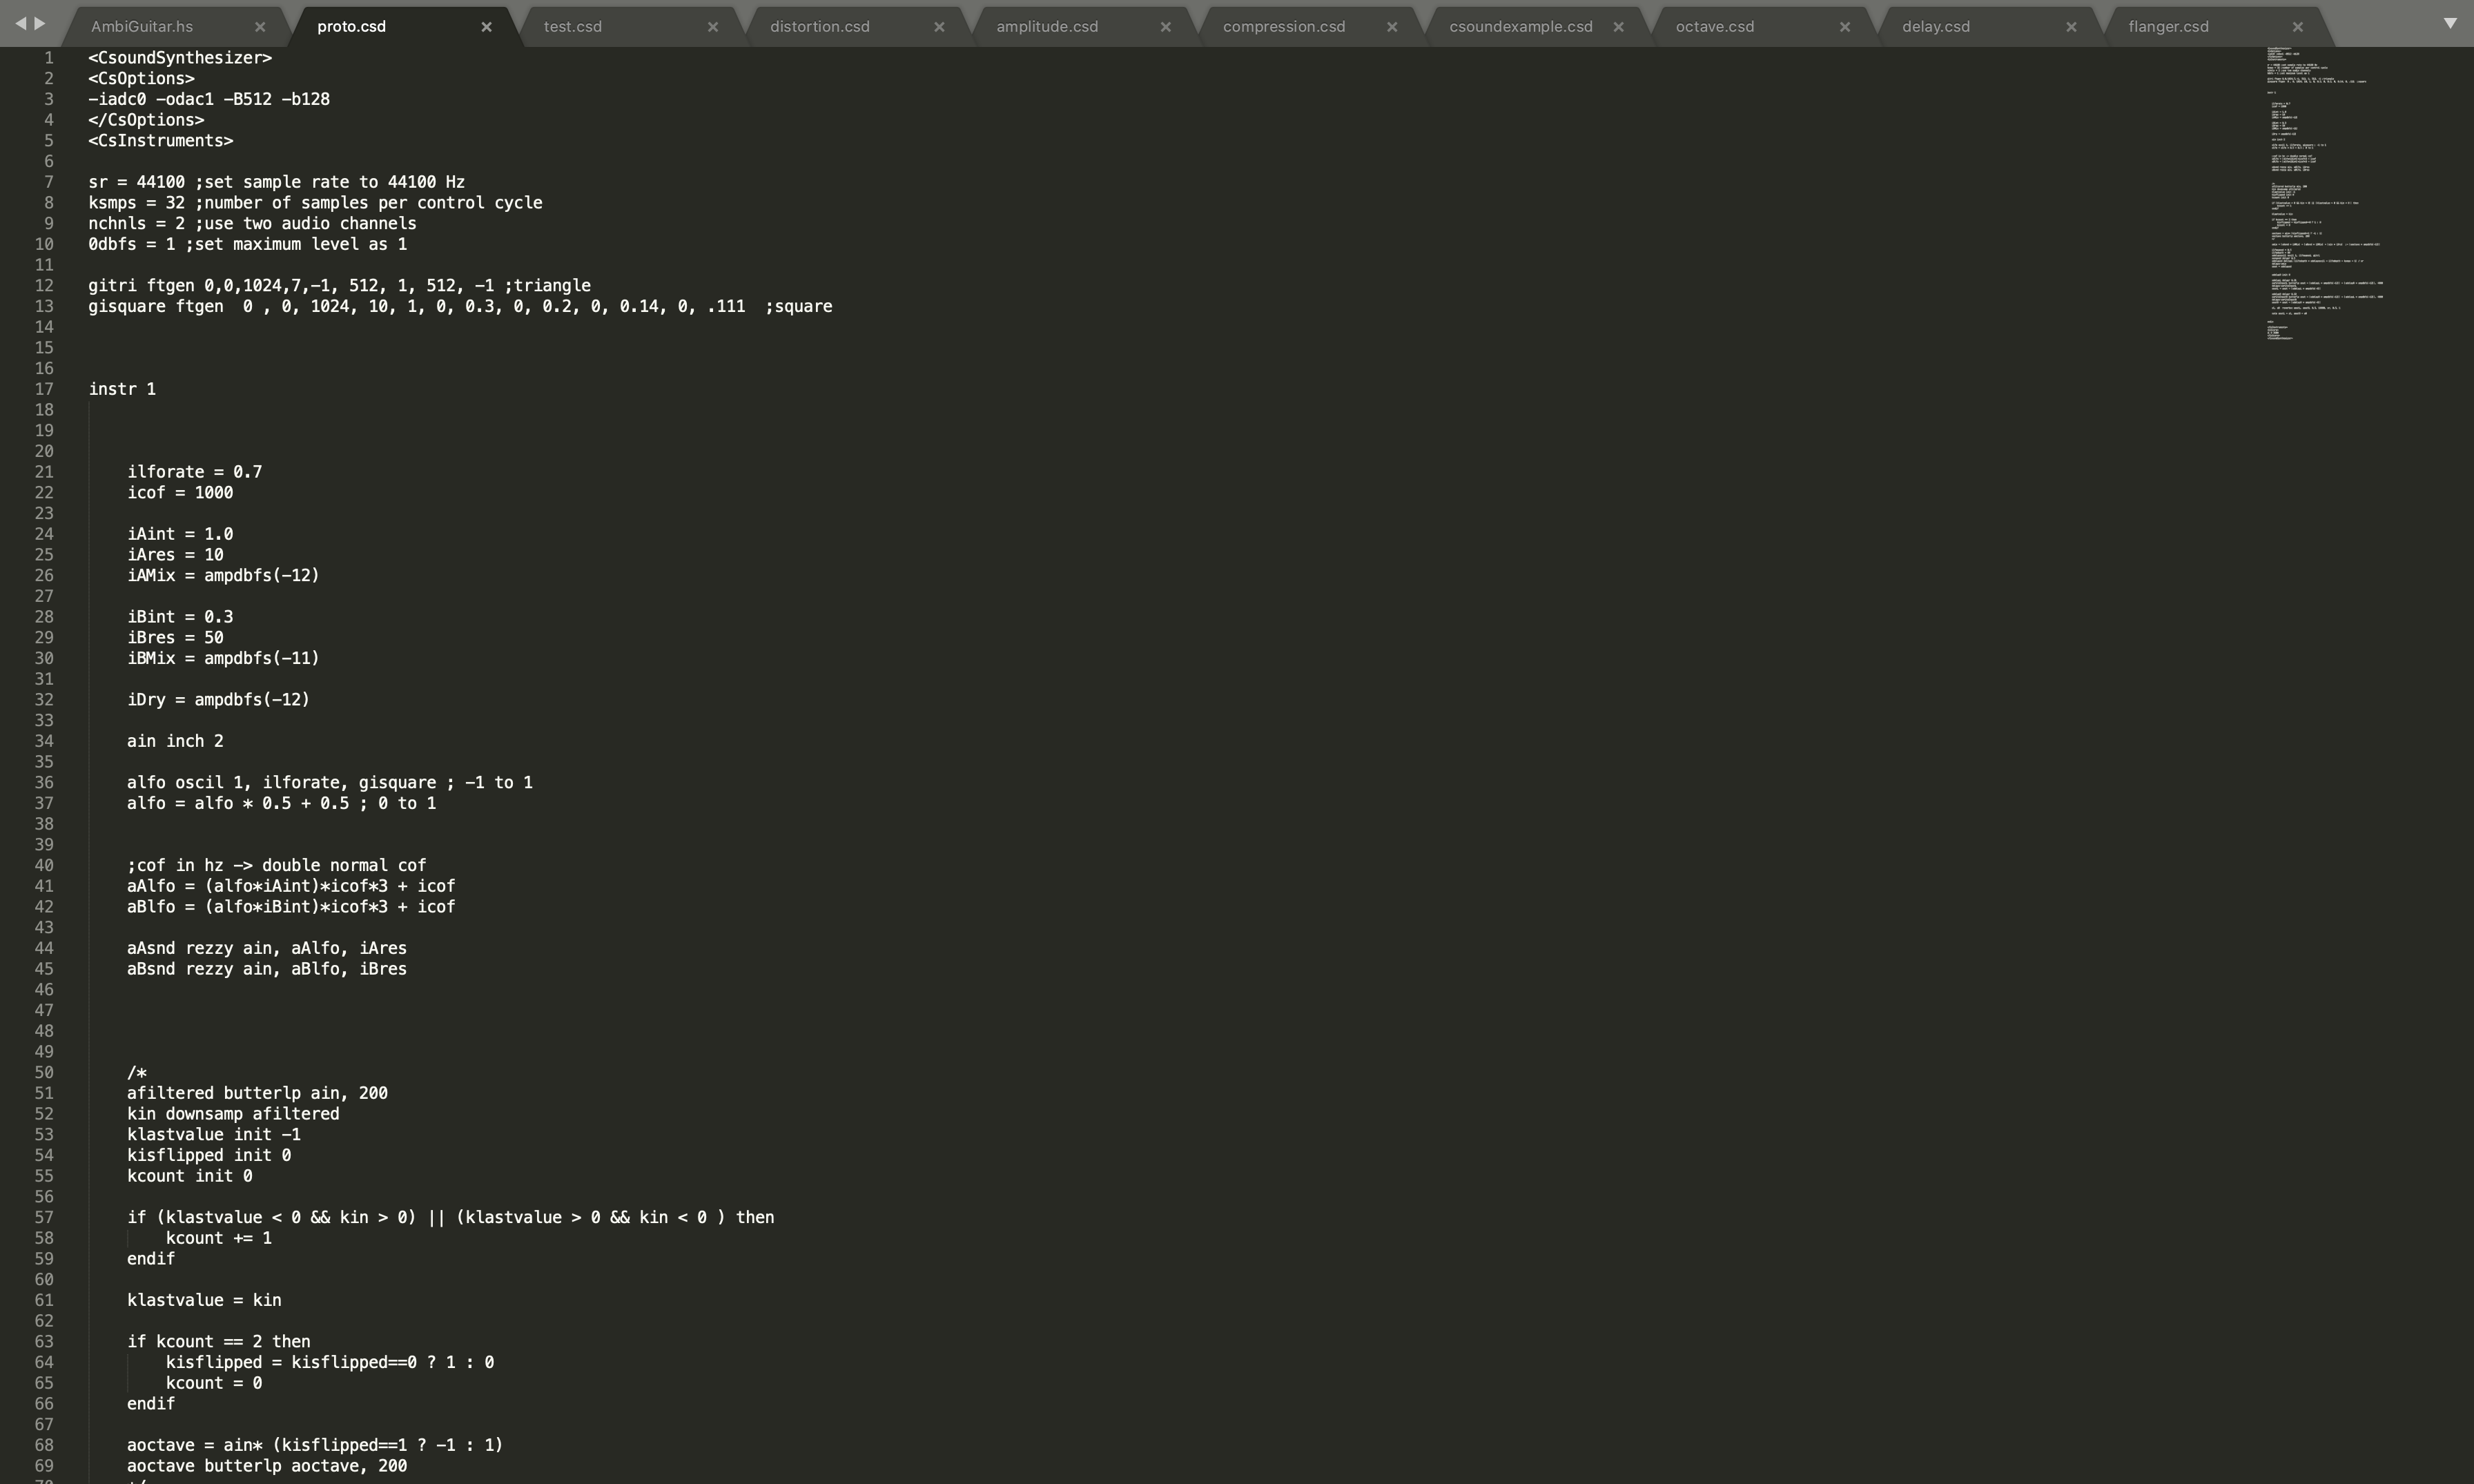 AmbiGuitar.hs × proto.csd × test.csd × distortion.csd × amplitude.csd × compression.csd × csoundexample.csd × octave.csd × delay.csd × flanger.csd ×
1 <CsoundSynthesizer>
2 <CsOptions>
3 -iadc0 -odac1 -B512 -b128
4 </CsOptions>
5 <CsInstruments>
6
7 sr = 44100 ;set sample rate to 44100 Hz
8 ksmps = 32 ;number of samples per control cycle
9 nchnls = 2 ;use two audio channels
10 0dbfs = 1 ;set maximum level as 1
11
12 gitri ftgen 0,0,1024,7,-1, 512, 1, 512, -1 ;triangle
13 gisquare ftgen  0 , 0, 1024, 10, 1, 0, 0.3, 0, 0.2, 0, 0.14, 0, .111  ;square
14
15
16
17 instr 1
18
19
20
21     ilforate = 0.7
22     icof = 1000
23
24     iAint = 1.0
25     iAres = 10
26     iAMix = ampdbfs(-12)
27
28     iBint = 0.3
29     iBres = 50
30     iBMix = ampdbfs(-11)
31
32     iDry = ampdbfs(-12)
33
34     ain inch 2
35
36     alfo oscil 1, ilforate, gisquare ; -1 to 1
37     alfo = alfo * 0.5 + 0.5 ; 0 to 1
38
39
40     ;cof in hz -> double normal cof
41     aAlfo = (alfo*iAint)*icof*3 + icof
42     aBlfo = (alfo*iBint)*icof*3 + icof
43
44     aAsnd rezzy ain, aAlfo, iAres
45     aBsnd rezzy ain, aBlfo, iBres
46
47
48
49
50     /*
51     afiltered butterlp ain, 200
52     kin downsamp afiltered
53     klastvalue init -1
54     kisflipped init 0
55     kcount init 0
56
57     if (klastvalue < 0 && kin > 0) || (klastvalue > 0 && kin < 0 ) then
58         kcount += 1
59     endif
60
61     klastvalue = kin
62
63     if kcount == 2 then
64         kisflipped = kisflipped==0 ? 1 : 0
65         kcount = 0
66     endif
67
68     aoctave = ain* (kisflipped==1 ? -1 : 1)
69     aoctave butterlp aoctave, 200